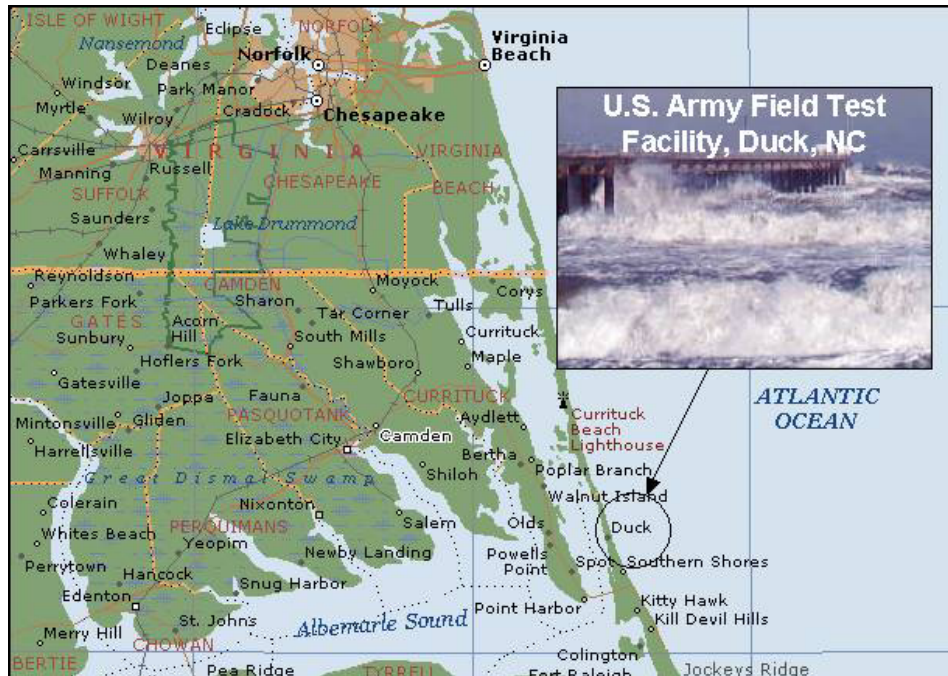 ISLE OF WIGHT
Eclipse
NORFOLK
Nansemond
Norfolk
Virginia
Beach
Deanes
Windsor
Park Manor
Myrtle
Cradock
Chesapeake
Wilroy
U.S. Army Field Test
Facility, Duck, NC
Carrsville
VIRGINIA
VIRGINIA
Manning
Russell
CHESAPEAKE
BEACH
SUFFOLK
Saunders
Lake Drummond
Whaley
Reynoldson
CAMDEN
Moyock
Corys
Parkers Fork
Sharon
Tulls
GATES
Acorn
Hill
Tar Corner
Sunbury
South Mills
Currituck
Hoflers Fork
Shawboro
Maple
Gatesville
Fauna
CURRITUCK
ATLANTIC
OCEAN
Joppa
PASQUOTANK
Aydlett
Currituck
Beach
Lighthouse
Mintonsville
Gliden
Elizabeth City
Camden
Harrellsville
Bertha
Poplar Branch
Great Dismal Swamp
Shiloh
Walnut Island
Colerain
Nixonton
Salem
Olds
Duck
Whites Beach
PERQUIMANS
Yeopim
Newby Landing
Powells
Point
Perrytown
Hancock
Snug Harbor
Spot
Southern Shores
Edenton
Point Harbor
Kitty Hawk
St. Johns
Albemarle Sound
Kill Devil Hills
Merry Hill
CHOWAN
Colington
BERTIE
Pea Ridge
TYRRELL
Fort Raleigh
Jockeys Ridge